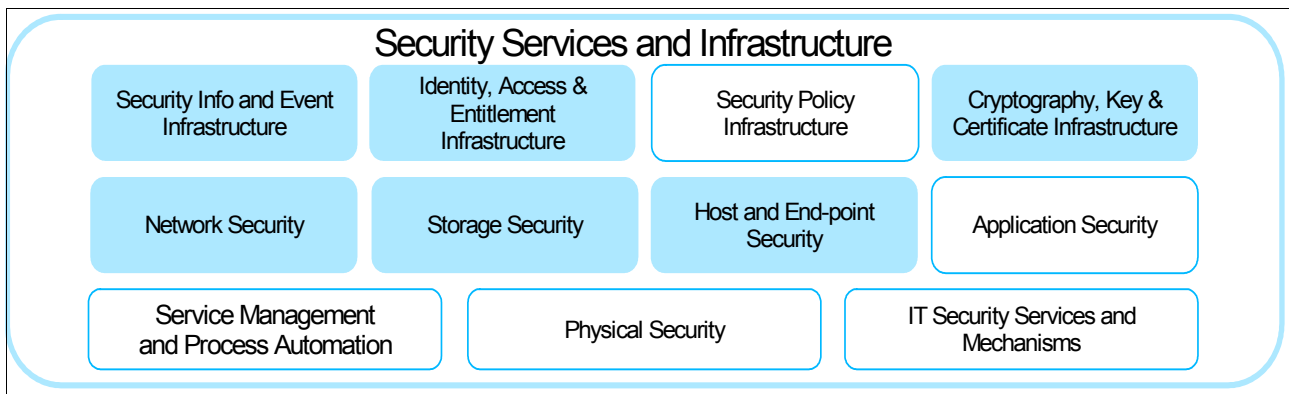 Security Services and Infrastructure
Security Info and Event
Infrastructure
Identity, Access &
Entitlement
Infrastructure
Security Policy
Infrastructure
Cryptography, Key &
Certificate Infrastructure
Network Security
Storage Security
Host and End-point
Security
Application Security
Service Management
and Process Automation
Physical Security
IT Security Services and
Mechanisms